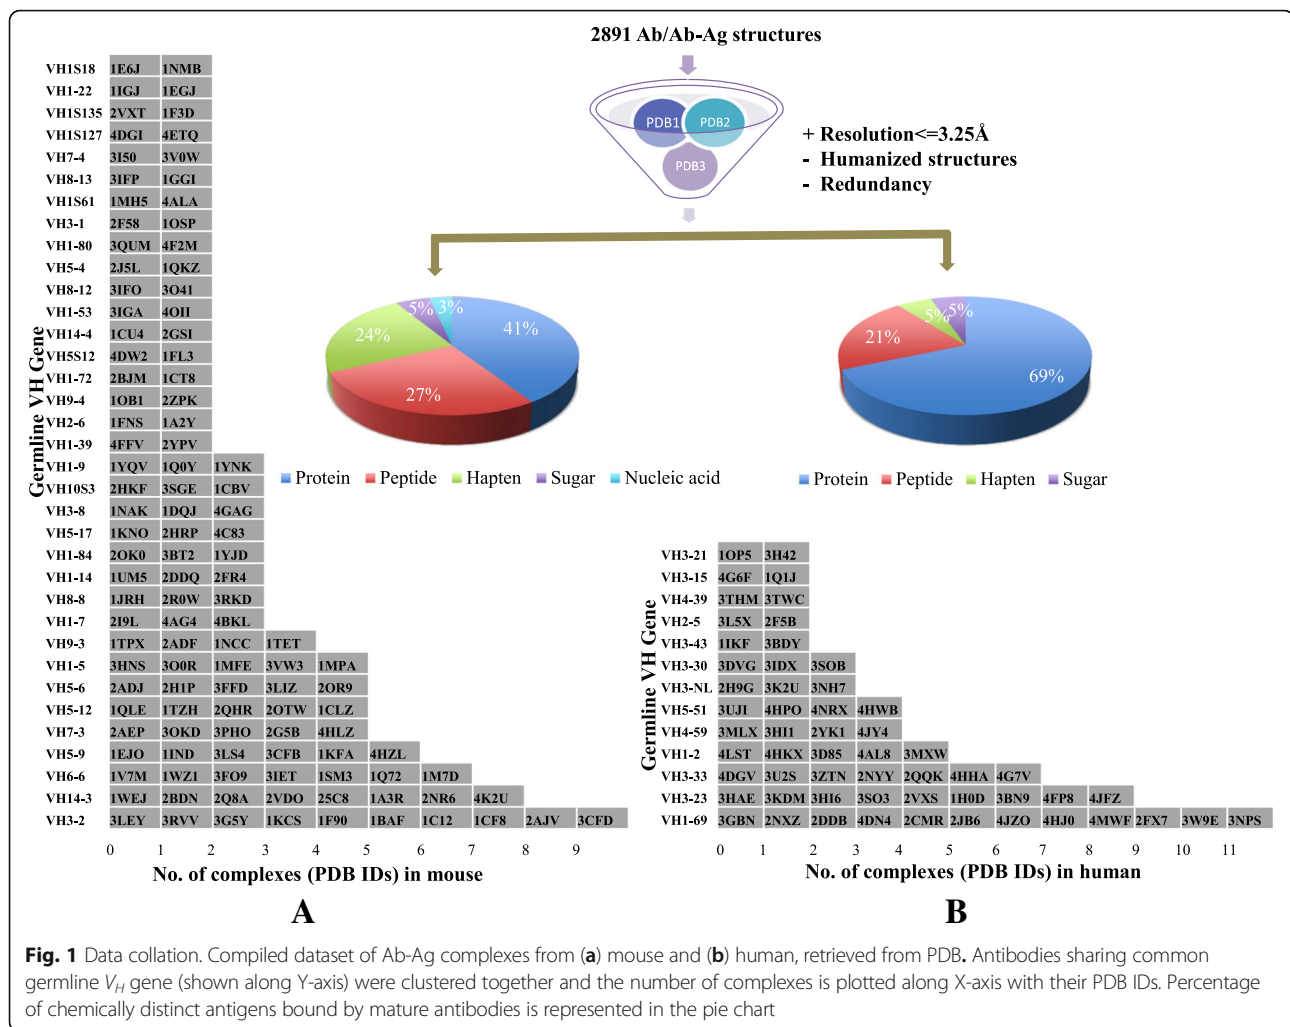 2891 Ab/Ab-Ag structures
PDB1 PDB2
PDB3
+ Resolution<=3.25Å
- Humanized structures
- Redundancy
Germline VH Gene
VH1S18 1E6J 1NMB
VH1-22 1IGJ 1EGJ
VH1S135 2VXT 1F3D
VH1S127 4DGI 4ETQ
VH7-4 3I50 3V0W
VH8-13 3IFP 1GGI
VH1S61 1MH5 4ALA
VH3-1 2F58 1OSP
VH1-80 3QUM 4F2M
VH5-4 2J5L 1QKZ
VH8-12 3IFO 3O41
VH1-53 3IGA 4OII
VH14-4 1CU4 2GSI
VH5S12 4DW2 1FL3
VH1-72 2BJM 1CT8
VH9-4 1OB1 2ZPK
VH2-6 1FNS 1A2Y
VH1-39 4FFV 2YPV
VH1-9 1YQV 1Q0Y 1YNK
VH10S3 2HKF 3SGE 1CBV
VH3-8 1NAK 1DQJ 4GAG
VH5-17 1KNO 2HRP 4C83
VH1-84 2OK0 3BT2 1YJD
VH1-14 1UM5 2DDQ 2FR4
VH8-8 1JRH 2R0W 3RKD
VH1-7 2I9L 4AG4 4BKL
VH9-3 1TPX 2ADF 1NCC 1TET
VH1-5 3HNS 3O0R 1MFE 3VW3 1MPA
VH5-6 2ADJ 2H1P 3FFD 3LIZ 2OR9
VH5-12 1QLE 1TZH 2QHR 2OTW 1CLZ
VH7-3 2AEP 3OKD 3PHO 2G5B 4HLZ
VH5-9 1EJO 1IND 3LS4 3CFB 1KFA 4HZL
VH6-6 1V7M 1WZ1 3FO9 3IET 1SM3 1Q72 1M7D
VH14-3 1WEJ 2BDN 2Q8A 2VDO 25C8 1A3R 2NR6 4K2U
VH3-2 3LEY 3RVV 3G5Y 1KCS 1F90 1BAF 1C12 1CF8 2AJV 3CFD
0 1 2 3 4 5 6 7 8 9
No. of complexes (PDB IDs) in mouse
A
5% 3%
24% 41%
27%
Protein Peptide Hapten Sugar Nucleic acid
5% 5%
21%
69%
Protein Peptide Hapten Sugar
Germline VH Gene
VH3-21 1OP5 3H42
VH3-15 4G6F 1Q1J
VH4-39 3THM 3TWC
VH2-5 3L5X 2F5B
VH3-43 1IKF 3BDY
VH3-30 3DVG 3IDX 3SOB
VH3-NL 2H9G 3K2U 3NH7
VH5-51 3UJI 4HPO 4NRX 4HWB
VH4-59 3MLX 3HI1 2YK1 4JY4
VH1-2 4LST 4HKX 3D85 4AL8 3MXW
VH3-33 4DGV 3U2S 3ZTN 2NYY 2QQK 4HHA 4G7V
VH3-23 3HAE 3KDM 3HI6 3SO3 2VXS 1H0D 3BN9 4FP8 4JFZ
VH1-69 3GBN 2NXZ 2DDB 4DN4 2CMR 2JB6 4JZO 4HJ0 4MWF 2FX7 3W9E 3NPS
0 1 2 3 4 5 6 7 8 9 10 11
No. of complexes (PDB IDs) in human
B
Fig. 1 Data collation. Compiled dataset of Ab-Ag complexes from (a) mouse and (b) human, retrieved from PDB. Antibodies sharing common
germline VH gene (shown along Y-axis) were clustered together and the number of complexes is plotted along X-axis with their PDB IDs. Percentage
of chemically distinct antigens bound by mature antibodies is represented in the pie chart